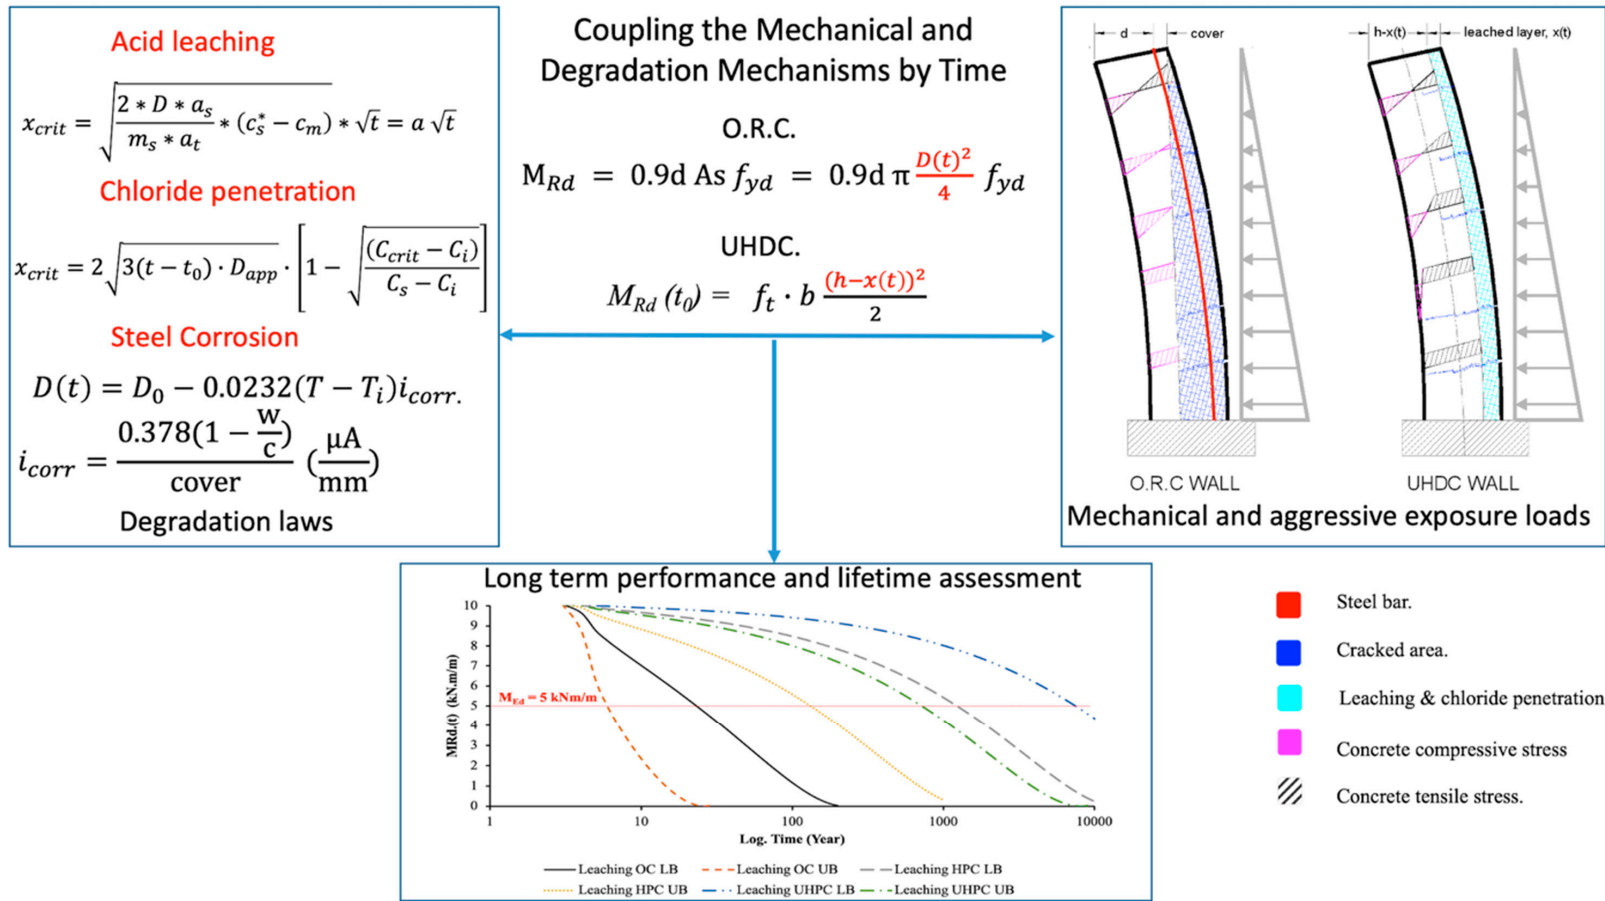 Acid leaching
x_crit = √(2 * D * a_s / m_s * a_t * (c_s^* − c_m)) * √t = a √t
Chloride penetration
x_crit = 2√(3(t − t_0) · D_app) · [1 − √((C_crit − C_i) / C_s − C_i)]
Steel Corrosion
D(t) = D_0 − 0.0232(T − T_i)i_corr.
i_corr = 0.378(1 − w/c) / cover (μA/mm)
Degradation laws
Coupling the Mechanical and
Degradation Mechanisms by Time
O.R.C.
M_Rd = 0.9d As f_yd = 0.9d π D(t)²/4 f_yd
UHDC.
M_Rd (t_0) = f_t · b (h−x(t))²/2
d
cover
h-x(t)
leached layer, x(t)
O.R.C WALL
UHDC WALL
Mechanical and aggressive exposure loads
Long term performance and lifetime assessment
MRd.(t) (kN.m/m)
10
9
8
7
6
5
4
3
2
1
0
M_Ed = 5 kNm/m
1
10
100
1000
10000
Log. Time (Year)
Leaching OC LB
Leaching OC UB
Leaching HPC LB
Leaching HPC UB
Leaching UHPC LB
Leaching UHPC UB
Steel bar.
Cracked area.
Leaching & chloride penetration
Concrete compressive stress
Concrete tensile stress.